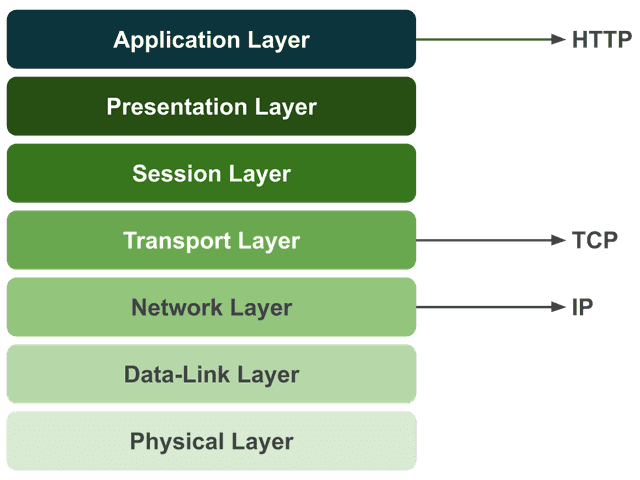 Application Layer
HTTP
Presentation Layer
Session Layer
Transport Layer
TCP
Network Layer
IP
Data-Link Layer
Physical Layer